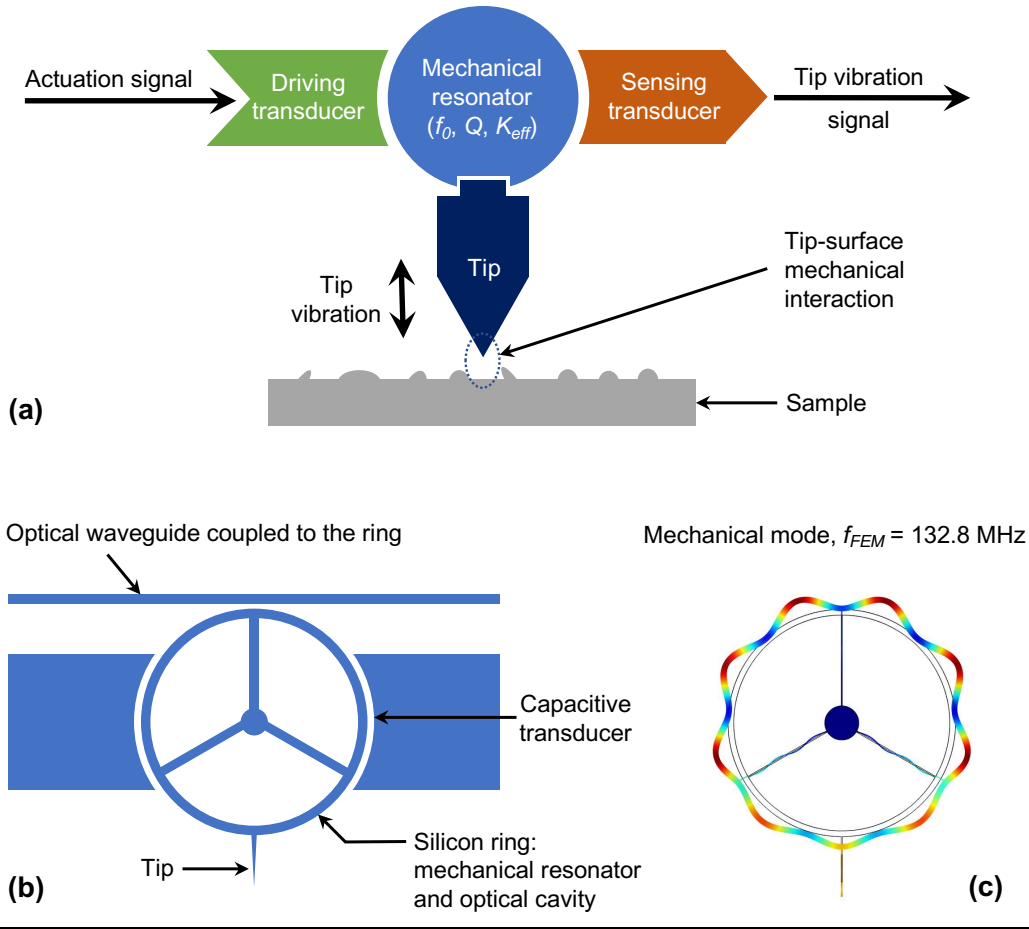 Actuation signal
Driving
transducer
Mechanical
resonator
(f0, Q, Keff)
Sensing
transducer
Tip vibration
signal
Tip
Tip
vibration
Tip-surface
mechanical
interaction
Sample
(a)
Optical waveguide coupled to the ring
Capacitive
transducer
Silicon ring:
mechanical resonator
and optical cavity
Tip
(b)
Mechanical mode, fFEM = 132.8 MHz
(c)